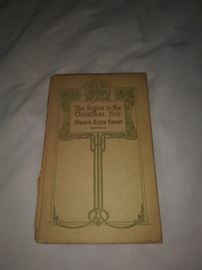 The Signs in the
Christmas Fire
William Allen Knight